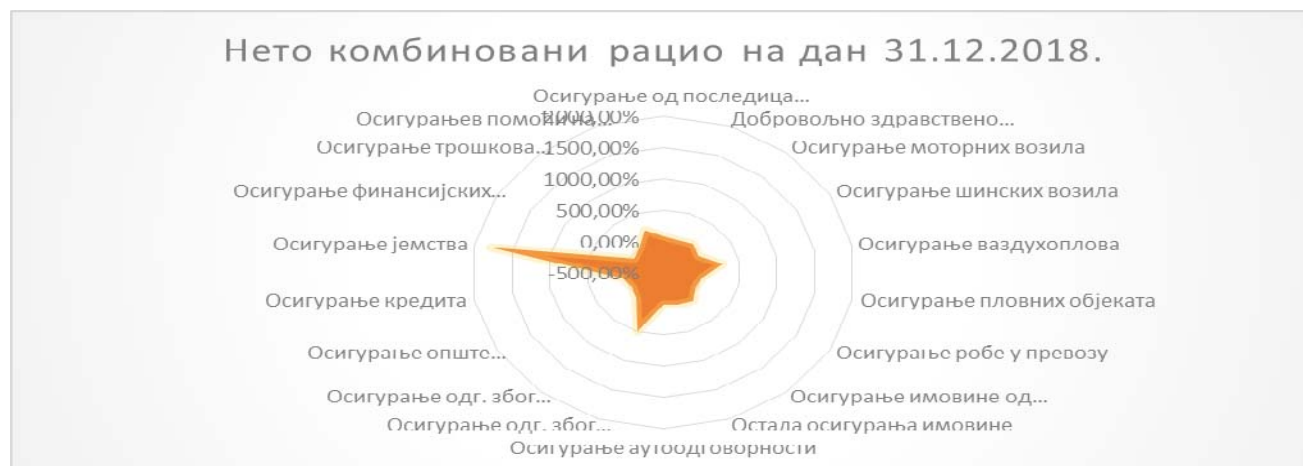 Нето комбиновани рацио на дан 31.12.2018.
Осигурање од последица...
Добровољно здравствено...
Осигурање моторних возила
Осигурање шинских возила
Осигурање ваздухоплова
Осигурање пловних објеката
Осигурање робе у превозу
Осигурање имовине од...
Остала осигурања имовине
Осигурање аутоодговорности
Осигурање одг. због...
Осигурање одг. због...
Осигурање опште...
Осигурање кредита
Осигурање јемства
Осигурање финансијских...
Осигурање трошкова...
Осигурањев помоћи на...
2000,00%
1500,00%
1000,00%
500,00%
0,00%
-500,00%